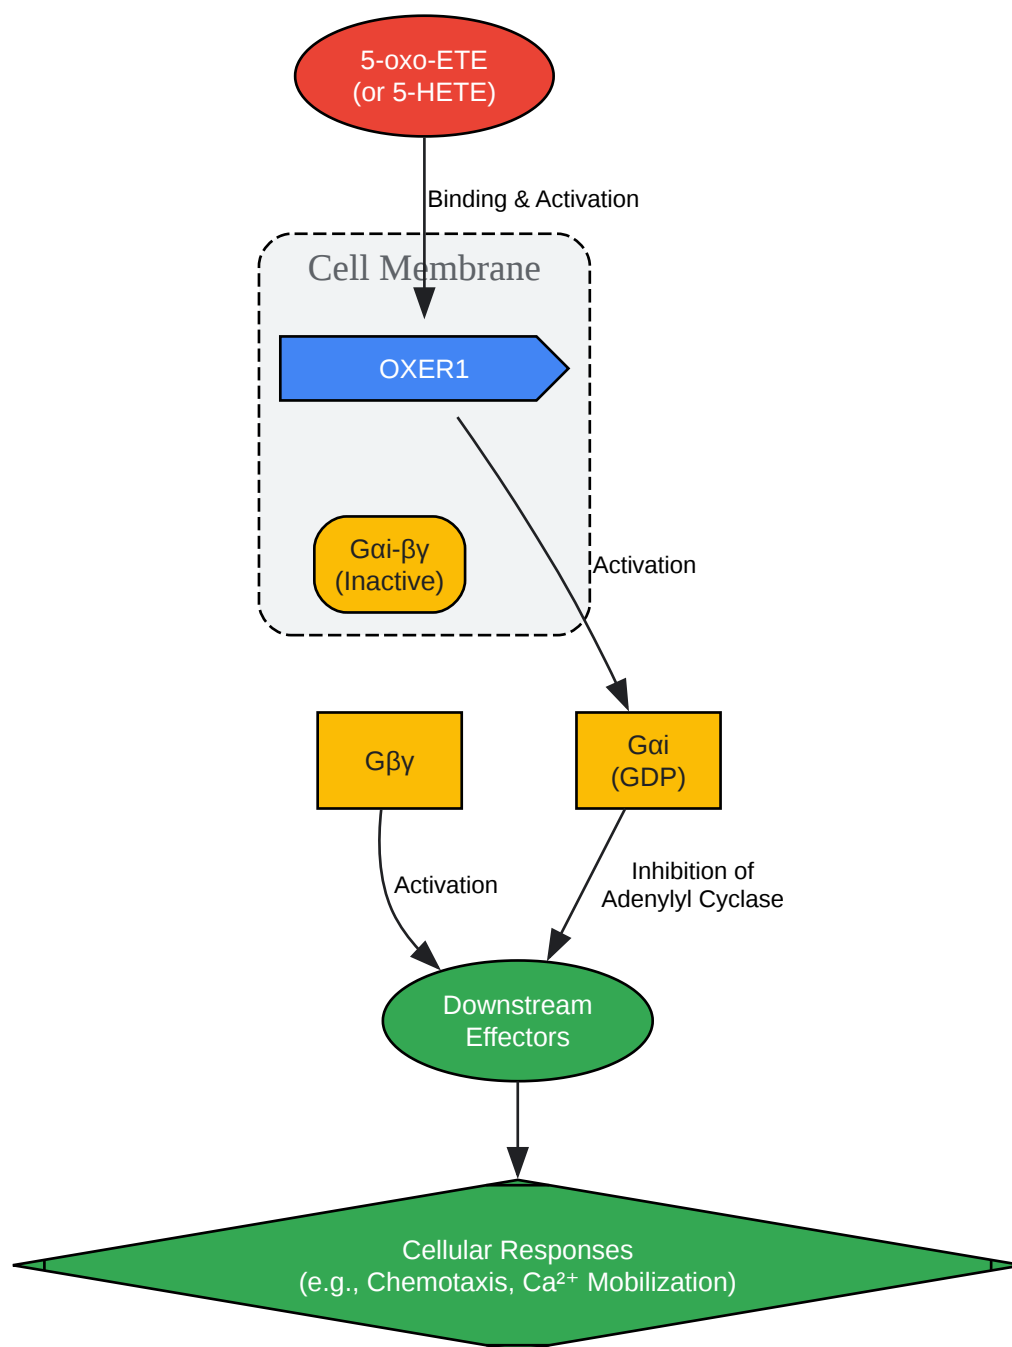 5-oxo-ETE
(or 5-HETE)
Binding & Activation
Cell Membrane
OXER1
Gαi-βγ
(Inactive)
Activation
Gβγ
Gαi
(GDP)
Activation
Inhibition of
Adenylyl Cyclase
Downstream
Effectors
Cellular Responses
(e.g., Chemotaxis, Ca²⁺ Mobilization)